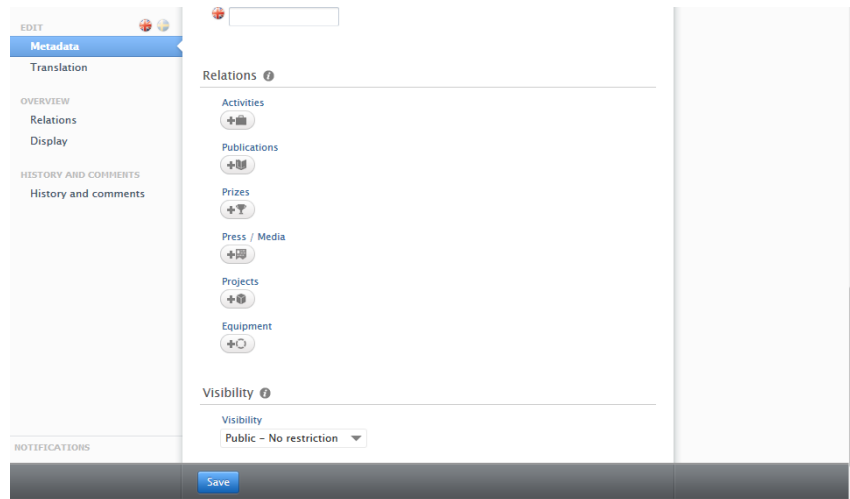 EDIT
Metadata
Translation
OVERVIEW
Relations
Display
HISTORY AND COMMENTS
History and comments
NOTIFICATIONS
Relations
Activities
Publications
Prizes
Press / Media
Projects
Equipment
Visibility
Visibility
Public – No restriction
Save